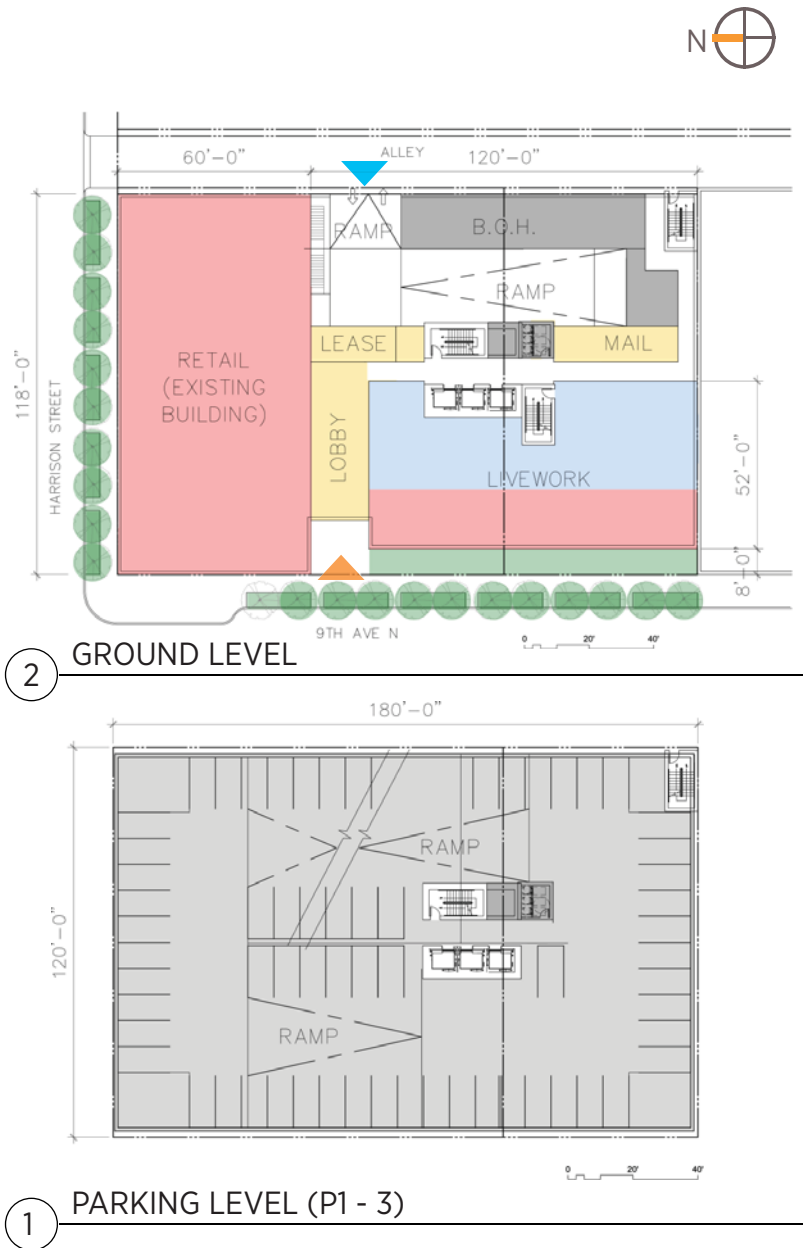 N
ALLEY
60'-0"
120'-0"
RAMP
B.O.H.
RAMP
LEASE
MAIL
RETAIL
(EXISTING
BUILDING)
118'-0"
HARRISON STREET
LOBBY
LIVEWORK
52'-0"
8'-0"
9TH AVE N
0 20' 40'
2
GROUND LEVEL
180'-0"
RAMP
120'-0"
RAMP
0 20' 40'
1
PARKING LEVEL (P1 - 3)